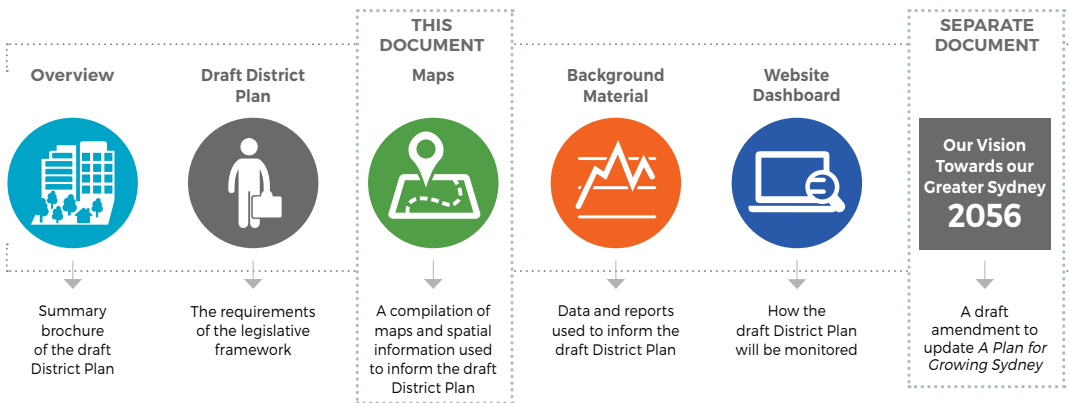 Overview
Summary
brochure
of the draft
District Plan
Draft District
Plan
The requirements
of the legislative
framework
THIS
DOCUMENT
Maps
A compilation of
maps and spatial
information used
to inform the draft
District Plan
Background
Material
Data and reports
used to inform the
draft District Plan
Website
Dashboard
How the
draft District Plan
will be monitored
SEPARATE
DOCUMENT
Our Vision
Towards our
Greater Sydney
2056
A draft
amendment to
update A Plan for
Growing Sydney